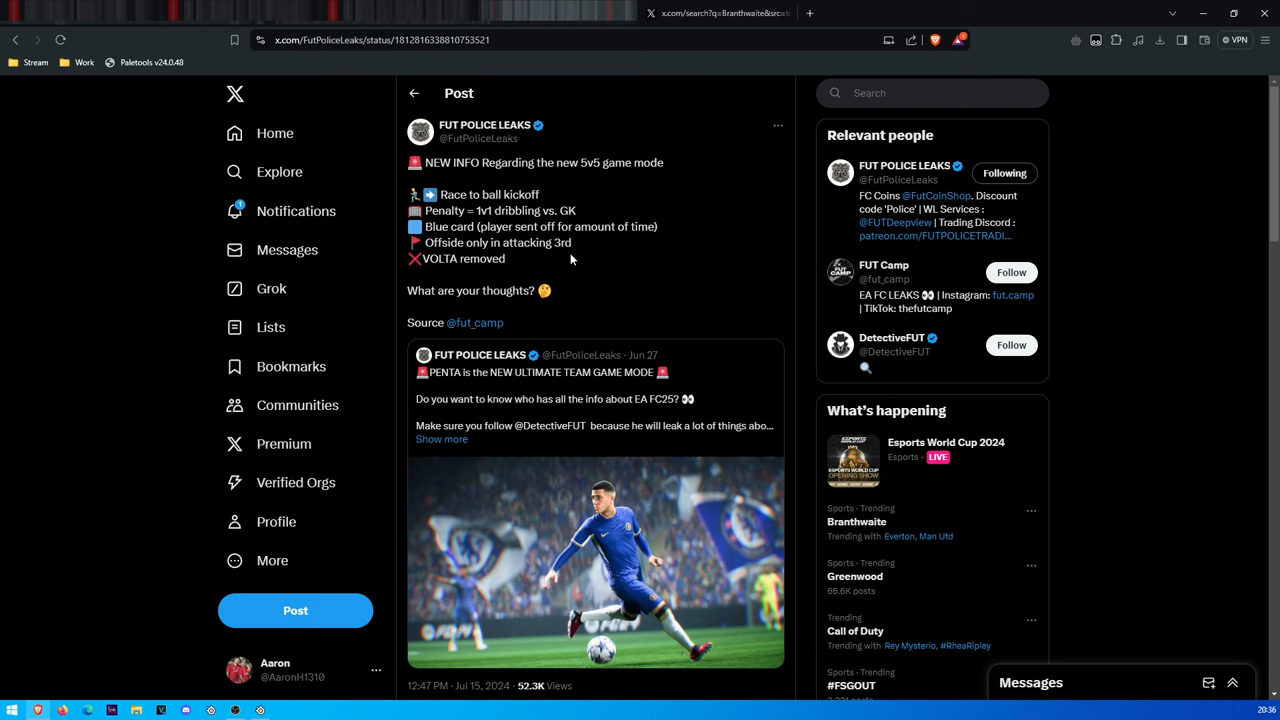 x.com/search?q=Branthwaite&src=t
x.com/FutPoliceLeaks/status/1812816338810753521
VPN
Stream
Work
Paletools v24.0.48
Home
Explore
1
Notifications
Messages
Grok
Lists
Bookmarks
Communities
Premium
Verified Orgs
Profile
More
Post
Aaron
@AaronH1310
Post
FUT POLICE LEAKS
@FutPoliceLeaks
🚨 NEW INFO Regarding the new 5v5 game mode
🏃➡️ Race to ball kickoff
🥅 Penalty = 1v1 dribbling vs. GK
🟦 Blue card (player sent off for amount of time)
🚩 Offside only in attacking 3rd
❌VOLTA removed
What are your thoughts? 🤔
Source @fut_camp
FUT POLICE LEAKS @FutPoliceLeaks · Jun 27
🚨PENTA is the NEW ULTIMATE TEAM GAME MODE 🚨
Do you want to know who has all the info about EA FC25? 👀
Make sure you follow @DetectiveFUT because he will leak a lot of things abo...
Show more
12:47 PM · Jul 15, 2024 · 52.3K Views
Search
Relevant people
FUT POLICE LEAKS
@FutPoliceLeaks
Following
FC Coins @FutCoinShop. Discount
code 'Police' | WL Services :
@FUTDeepview | Trading Discord :
patreon.com/FUTPOLICETRADI...
FUT Camp
@fut_camp
Follow
EA FC LEAKS 👀 | Instagram: fut.camp
| TikTok: thefutcamp
DetectiveFUT
@DetectiveFUT
Follow
🔍
What's happening
Esports World Cup 2024
Esports · LIVE
Sports · Trending
Branthwaite
Trending with Everton, Man Utd
Sports · Trending
Greenwood
66.6K posts
Trending
Call of Duty
Trending with Rey Mysterio, #RheaRipley
Sports · Trending
#FSGOUT
Messages
20:36